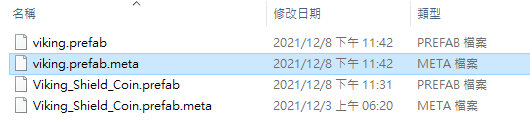 名稱 修改日期 類型
viking.prefab 2021/12/8 下午 11:42 PREFAB 檔案
viking.prefab.meta 2021/12/8 下午 11:42 META 檔案
Viking_Shield_Coin.prefab 2021/12/8 下午 11:31 PREFAB 檔案
Viking_Shield_Coin.prefab.meta 2021/12/3 上午 06:20 META 檔案